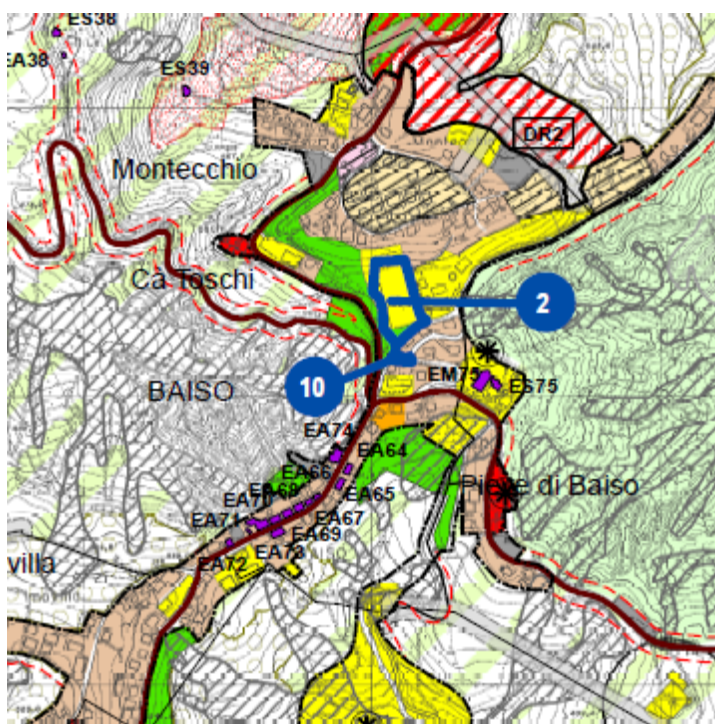 ES38
EA38
ES39
DR2
Montecchio
Cà Toschi
2
10
EM75
ES75
BAISO
EA74
EA64
EA66
EA65
Pieve di Baiso
EA67
EA71
EA69
EA72
EA73
villa